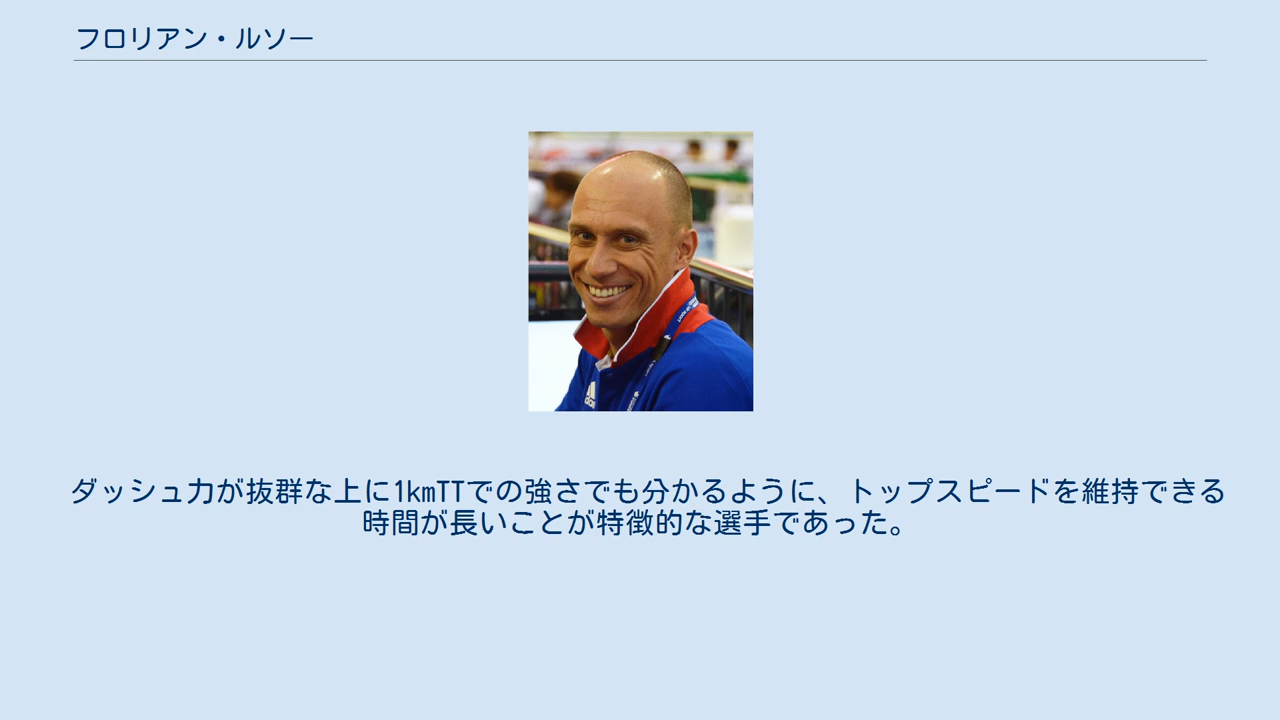 フロリアン・ルソー
ダッシュ力が抜群な上に1kmTTでの強さでも分かるように、トップスピードを維持できる
時間が長いことが特徴的な選手であった。